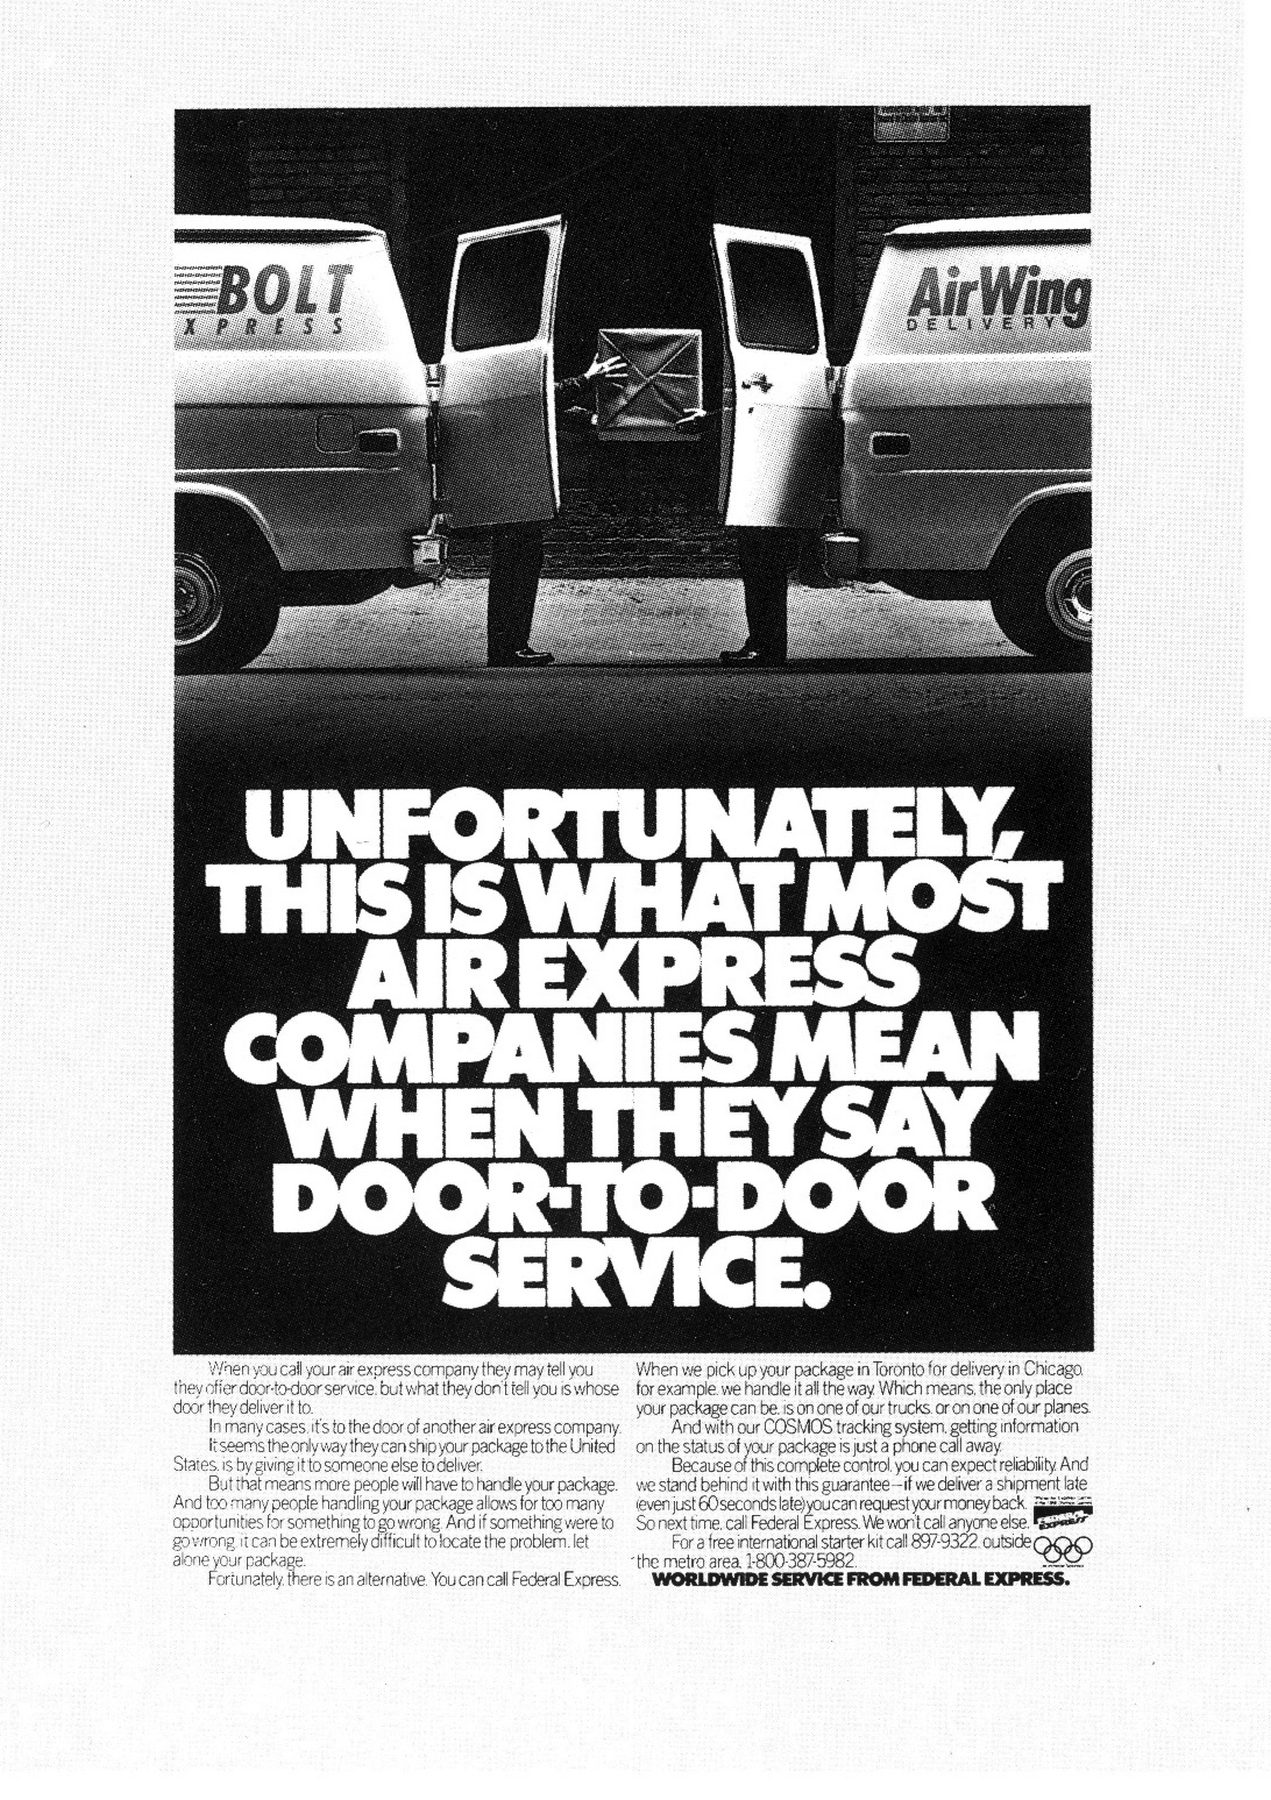 BOLT
XPRESS
AirWing
DELIVERY
UNFORTUNATELY,
THIS IS WHAT MOST
AIR EXPRESS
COMPANIES MEAN
WHEN THEY SAY
DOOR-TO-DOOR
SERVICE.
When you call your air express company they may tell you
they offer door-to-door service, but what they don't tell you is whose
door they deliver it to.
In many cases, it's to the door of another air express company.
It seems the only way they can ship your package to the United
States, is by giving it to someone else to deliver.
But that means more people will have to handle your package.
And too many people handling your package allows for too many
opportunities for something to go wrong. And if something were to
go wrong, it can be extremely difficult to locate the problem, let
alone your package.
Fortunately, there is an alternative. You can call Federal Express.
When we pick up your package in Toronto for delivery in Chicago,
for example, we handle it all the way. Which means, the only place
your package can be, is on one of our trucks, or on one of our planes.
And with our COSMOS tracking system, getting information
on the status of your package is just a phone call away.
Because of this complete control, you can expect reliability. And
we stand behind it with this guarantee—if we deliver a shipment late
(even just 60 seconds late) you can request your money back.
So next time, call Federal Express. We won't call anyone else.
For a free international starter kit call 897-9322, outside
the metro area, 1-800-387-5982.
WORLDWIDE SERVICE FROM FEDERAL EXPRESS.
FEDERAL
EXPRESS